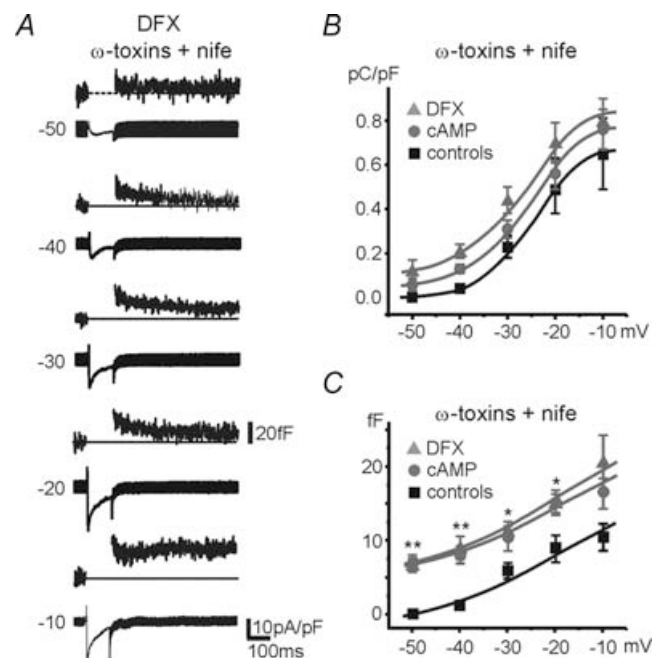 A
DFX
ω-toxins + nife
-50
-40
-30
20fF
-20
-10
10pA/pF
100ms
B
ω-toxins + nife
pC/pF
DFX
cAMP
controls
0.8
0.6
0.4
0.2
0.0
-50 -40 -30 -20 -10 mV
C
ω-toxins + nife
fF
DFX
cAMP
controls
20
10
0
** ** * *
-50 -40 -30 -20 -10 mV